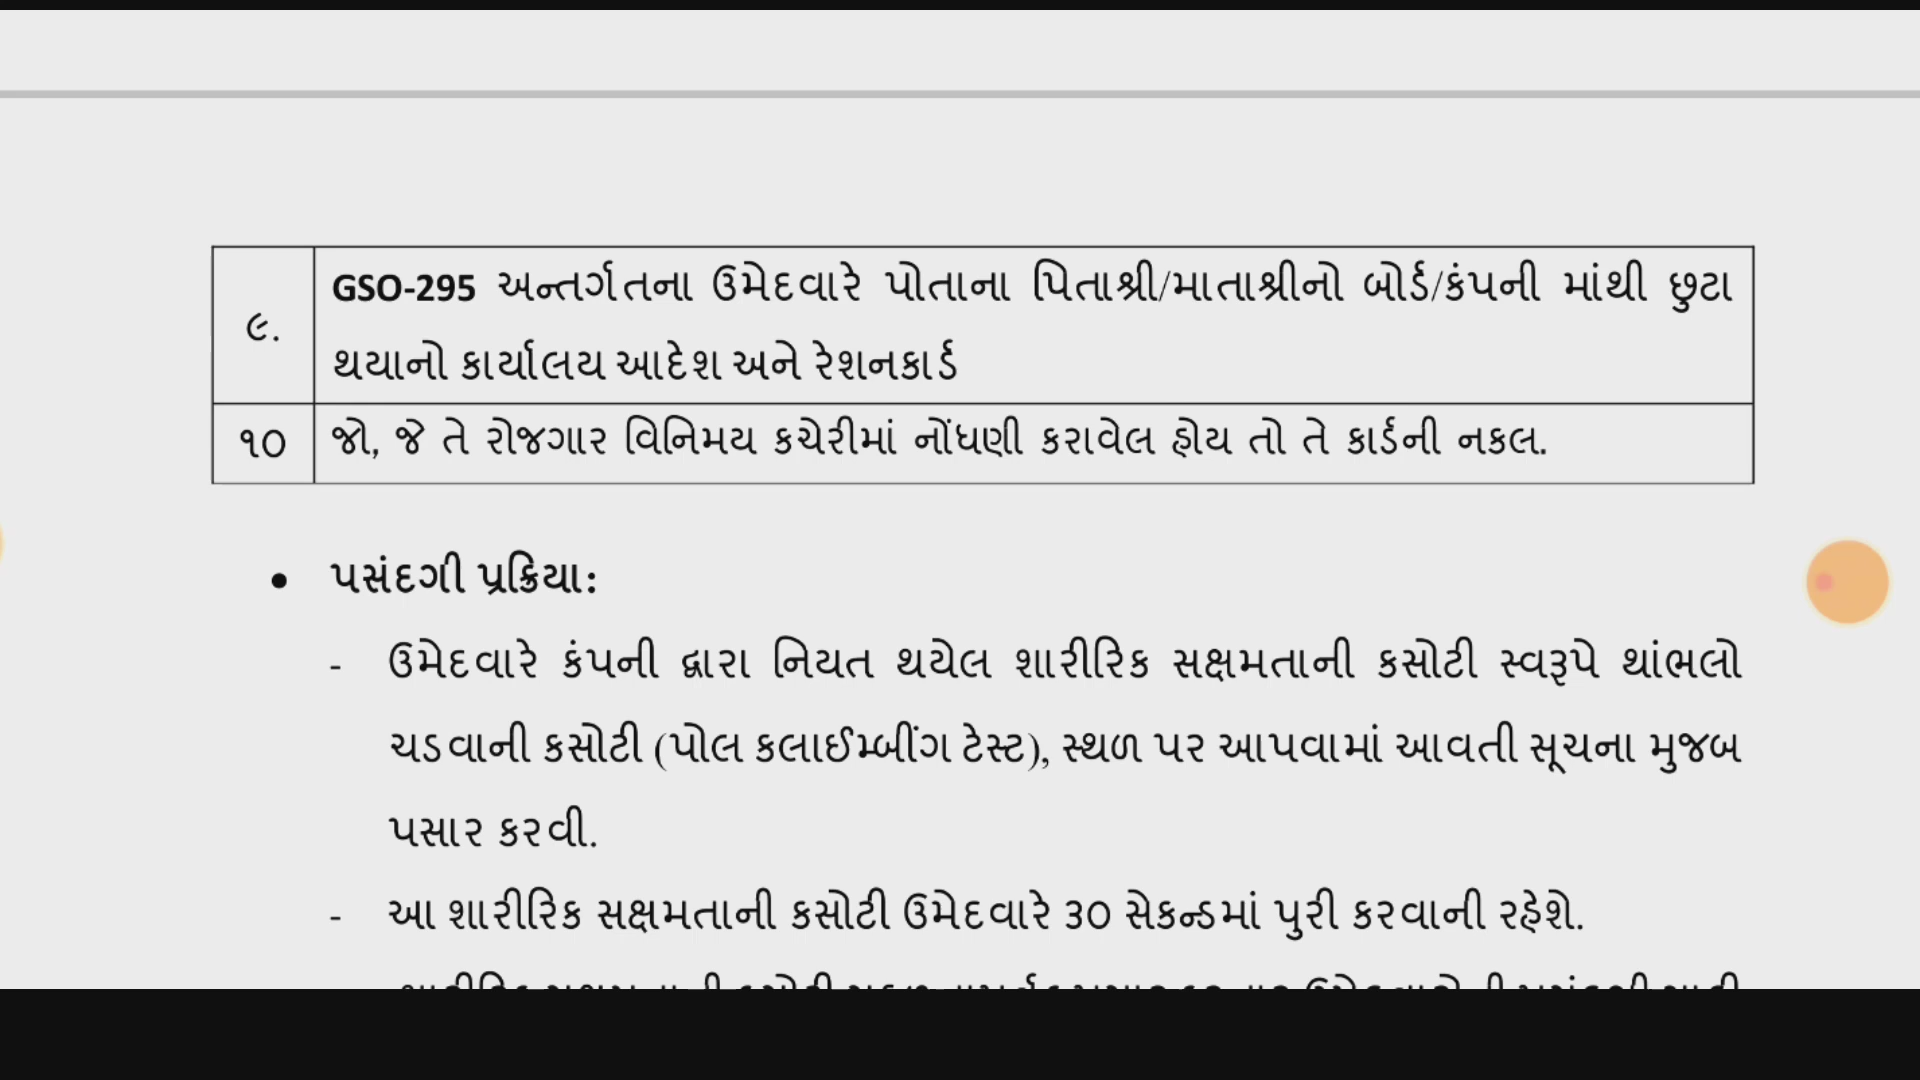 ૯. GSO-295 અન્તર્ગતના ઉમેદવારે પોતાના પિતાશ્રી/માતાશ્રીનો બોર્ડ/કંપની માંથી છુટા
થયાનો કાર્યાલય આદેશ અને રેશનકાર્ડ
૧૦ જો, જે તે રોજગાર વિનિમય કચેરીમાં નોંધણી કરાવેલ હોય તો તે કાર્ડની નકલ.
• પસંદગી પ્રક્રિયા:
- ઉમેદવારે કંપની દ્વારા નિયત થયેલ શારીરિક સક્ષમતાની કસોટી સ્વરૂપે થાંભલો
ચડવાની કસોટી (પોલ કલાઈમ્બીંગ ટેસ્ટ), સ્થળ પર આપવામાં આવતી સૂચના મુજબ
પસાર કરવી.
- આ શારીરિક સક્ષમતાની કસોટી ઉમેદવારે ૩૦ સેકન્ડમાં પુરી કરવાની રહેશે.